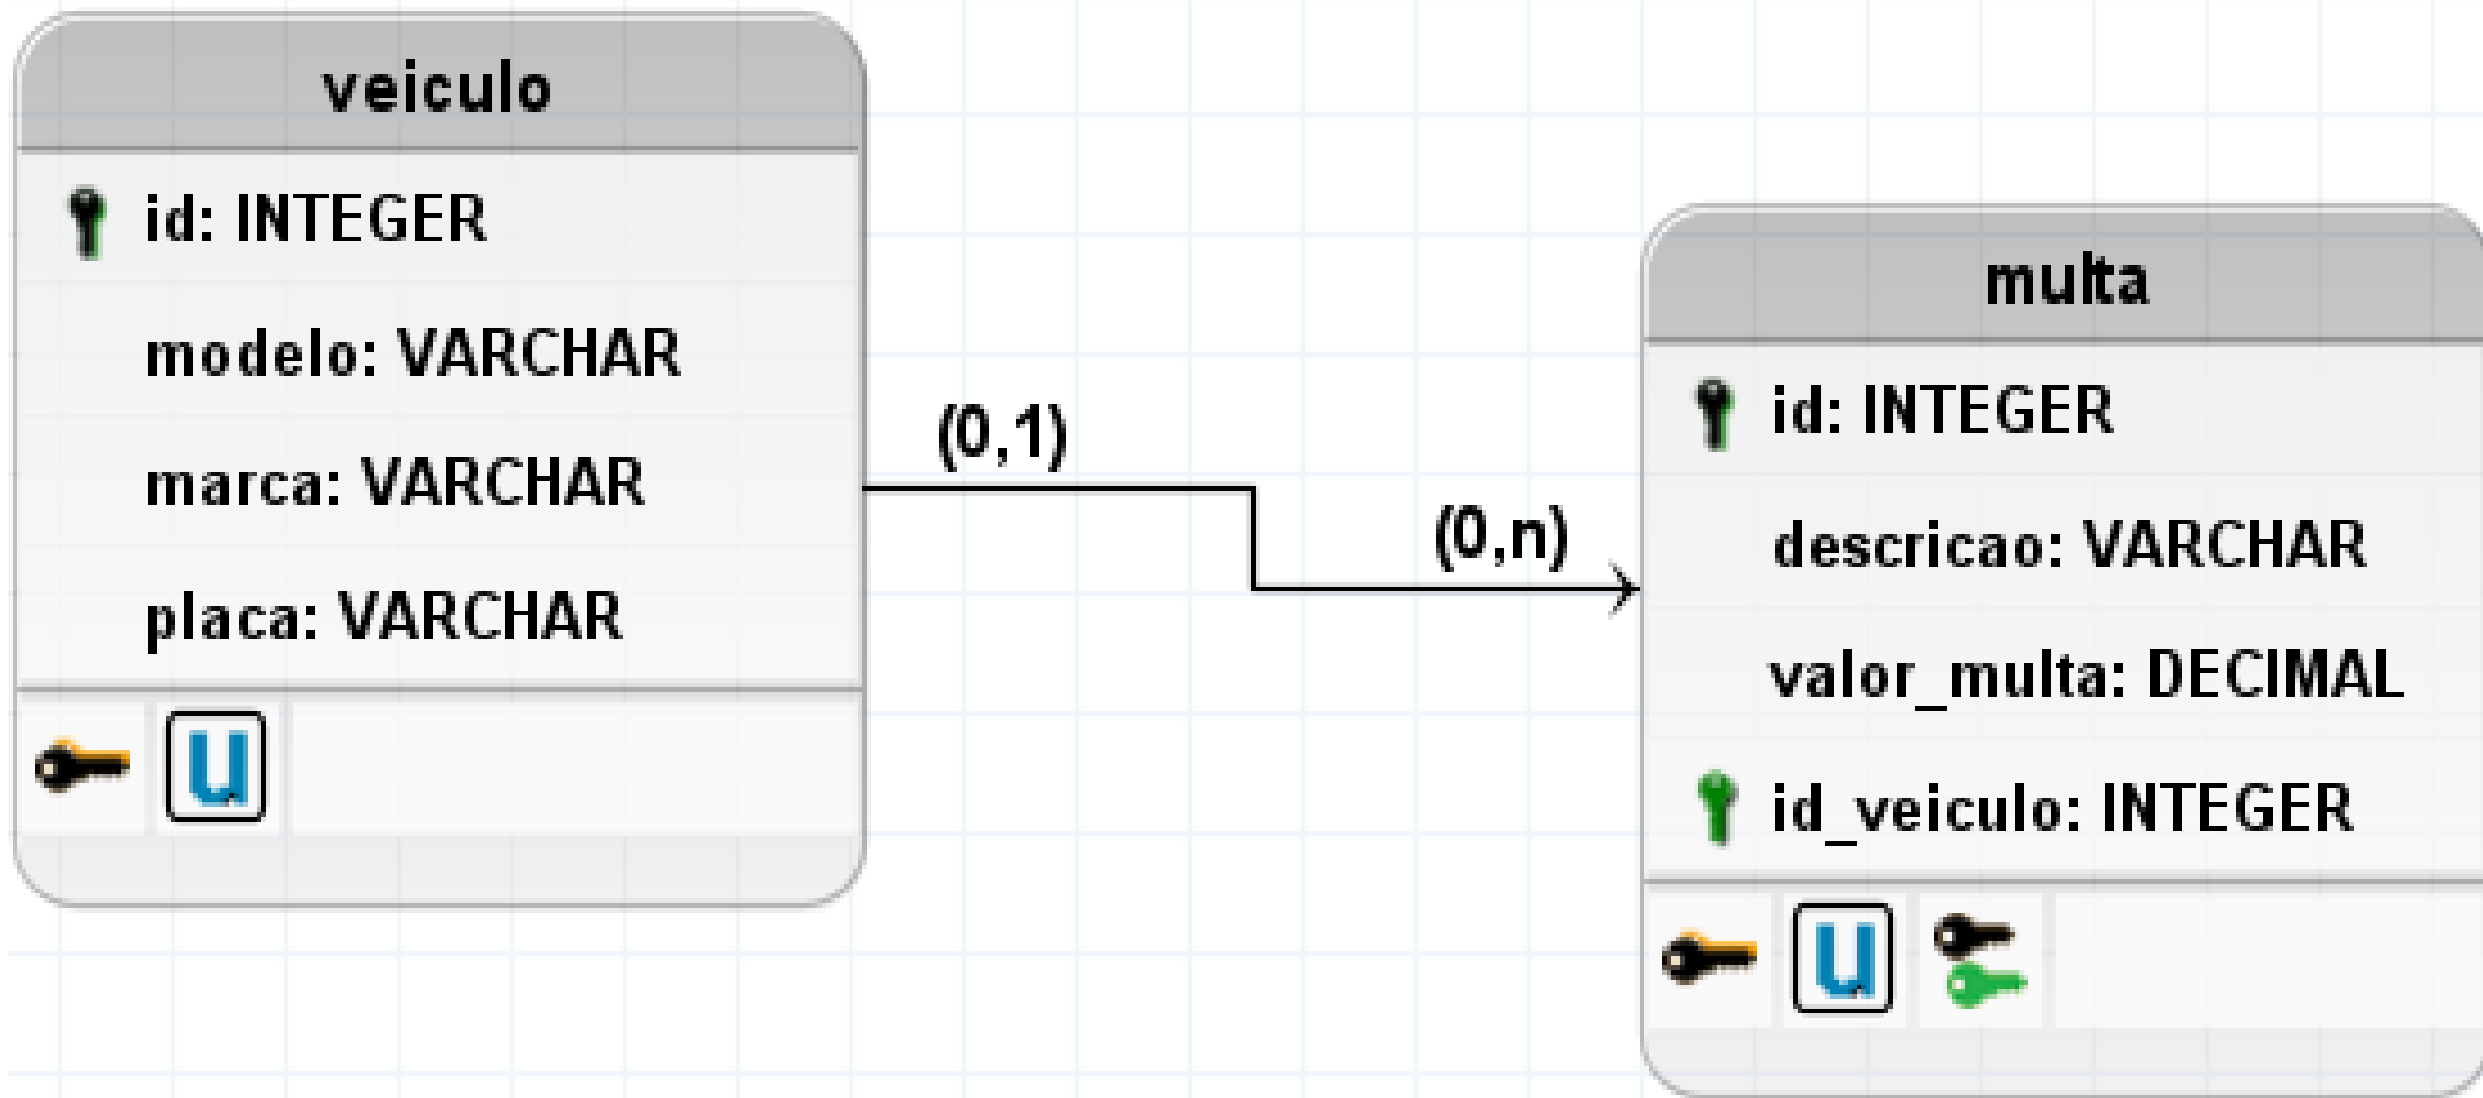 veiculo
id: INTEGER
modelo: VARCHAR
marca: VARCHAR
placa: VARCHAR
U
(0,1)
(0,n)
multa
id: INTEGER
descricao: VARCHAR
valor_multa: DECIMAL
id_veiculo: INTEGER
U